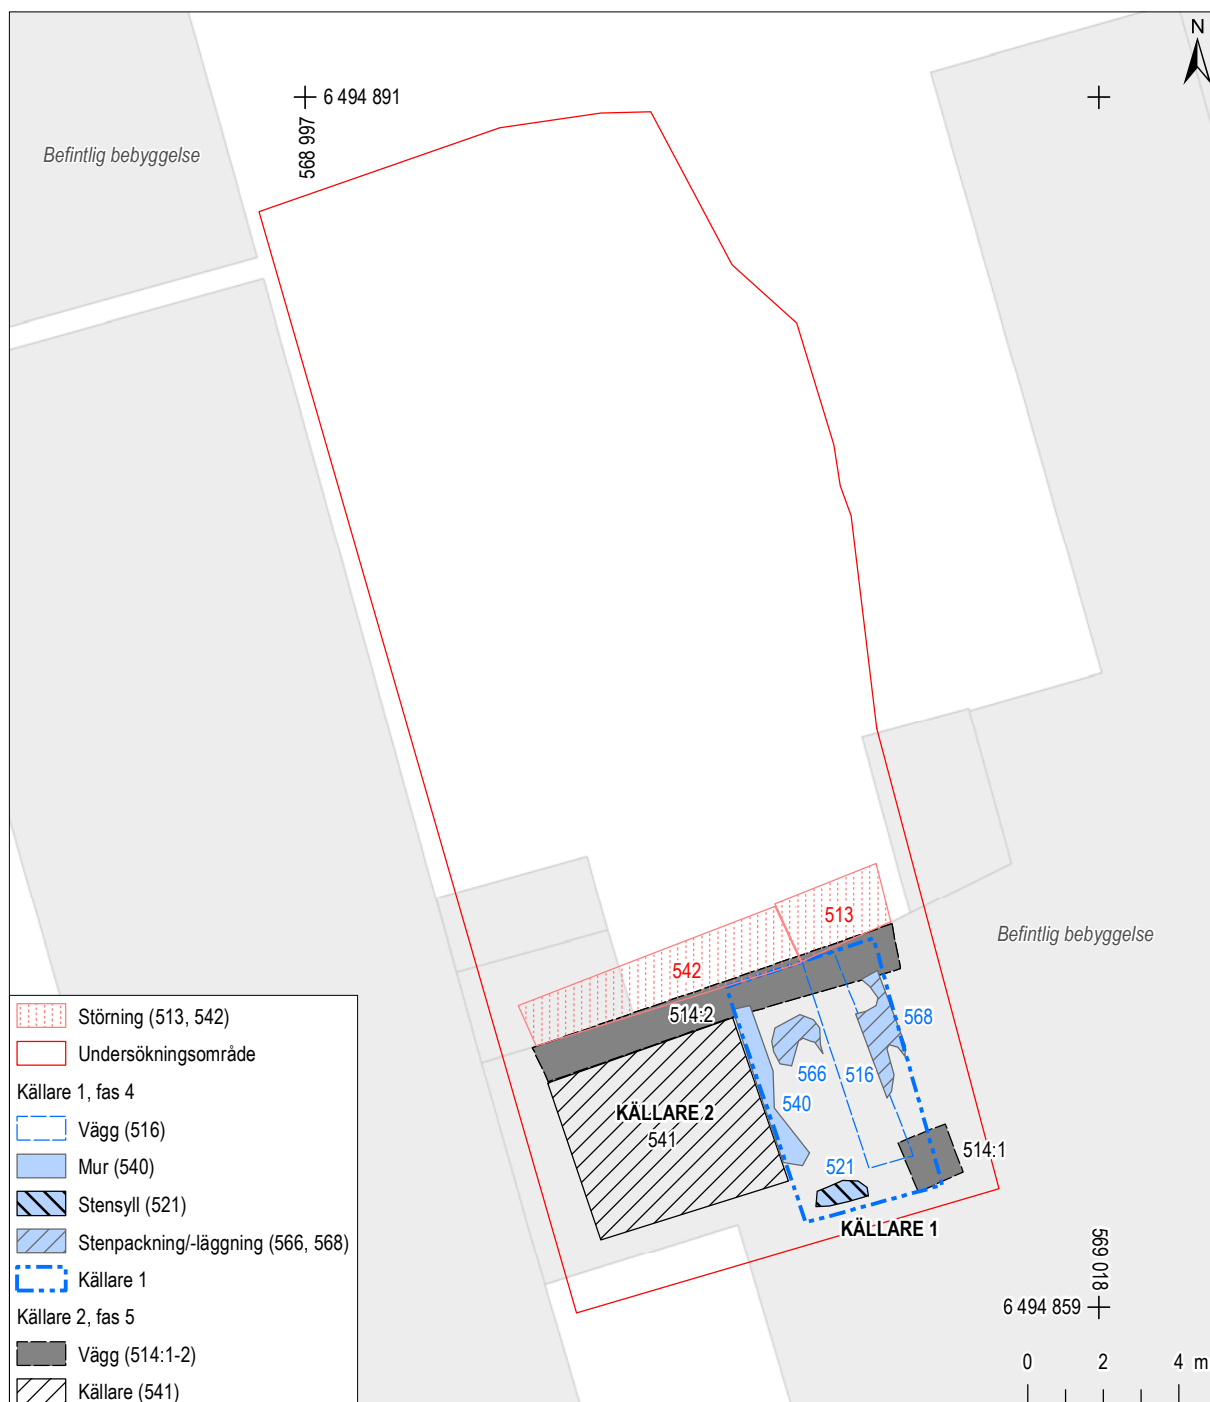 N
6 494 891
568 997
Befintlig bebyggelse
513
Befintlig bebyggelse
542
514:2
568
566
516
KÄLLARE 2
540
541
514:1
521
KÄLLARE 1
569 018
6 494 859
0 2 4 m
Störning (513, 542)
Undersökningsområde
Källare 1, fas 4
Vägg (516)
Mur (540)
Stensyll (521)
Stenpackning/-läggning (566, 568)
Källare 1
Källare 2, fas 5
Vägg (514:1-2)
Källare (541)